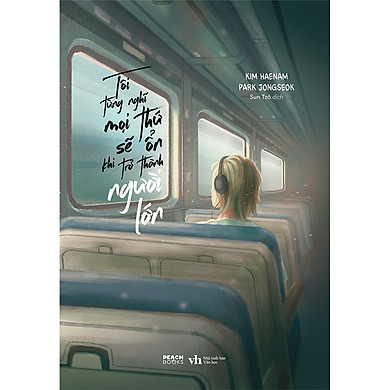 KIM HAENAM
PARK JONGSEOK
Sun Tzô dịch
Tôi
từng nghĩ
mọi thứ
sẽ ổn
khi trở thành
người
lớn
PEACH
BOOKS
vh
Nhà xuất bản
Văn học